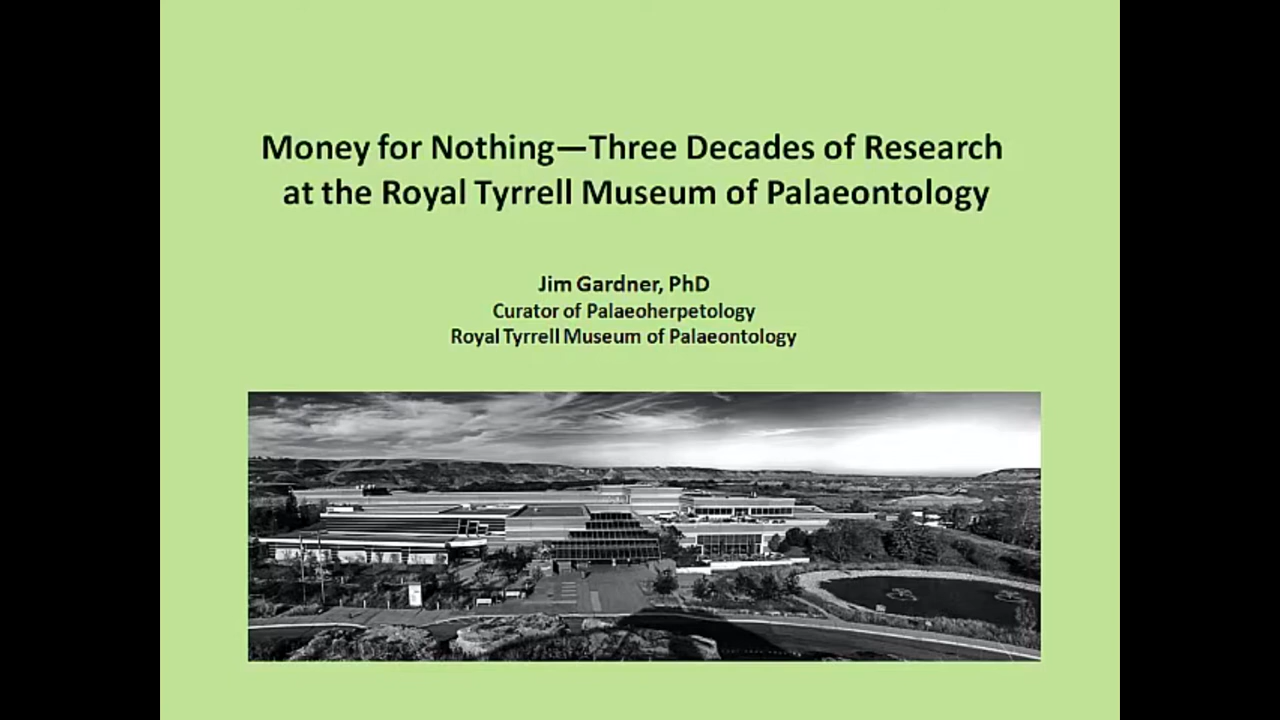 Money for Nothing—Three Decades of Research
at the Royal Tyrrell Museum of Palaeontology
Jim Gardner, PhD
Curator of Palaeoherpetology
Royal Tyrrell Museum of Palaeontology